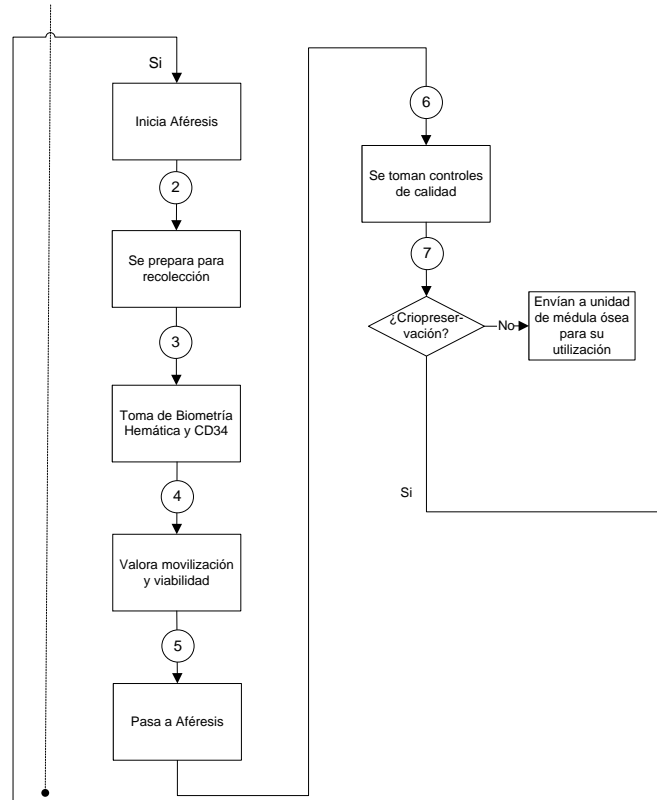 Si
Inicia Aféresis
2
Se prepara para
recolección
3
Toma de Biometría
Hemática y CD34
4
Valora movilización
y viabilidad
5
Pasa a Aféresis
6
Se toman controles
de calidad
7
¿Criopreser-
vación?
No
Envían a unidad
de médula ósea
para su
utilización
Si